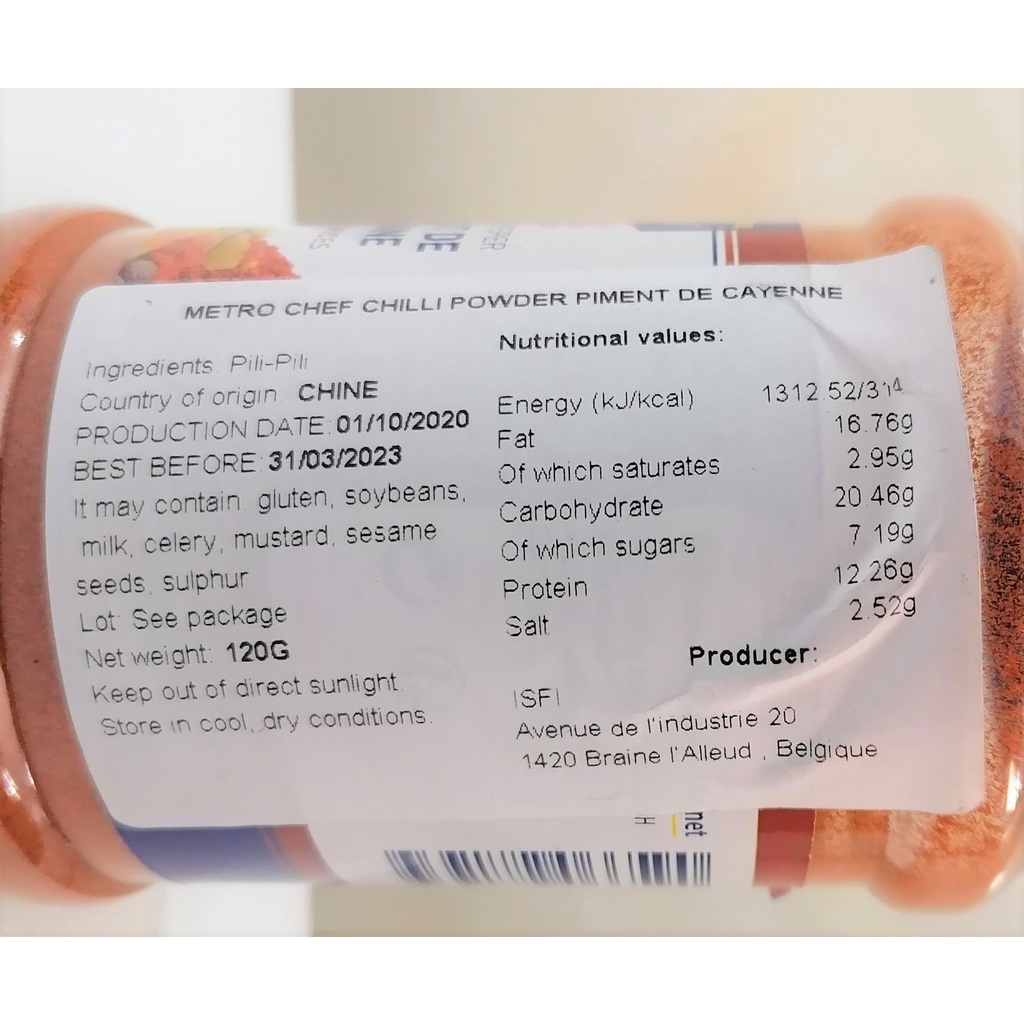 METRO CHEF CHILLI POWDER PIMENT DE CAYENNE
Ingredients: Pili-Pili
Country of origin: CHINE
PRODUCTION DATE: 01/10/2020
BEST BEFORE: 31/03/2023
It may contain: gluten, soybeans,
milk, celery, mustard, sesame
seeds, sulphur
Lot: See package
Net weight: 120G
Keep out of direct sunlight.
Store in cool, dry conditions.
Nutritional values:
Energy (kJ/kcal) 1312.52/314
Fat 16.76g
Of which saturates 2.95g
Carbohydrate 20.46g
Of which sugars 7.19g
Protein 12.26g
Salt 2.52g
Producer:
ISFI
Avenue de l'industrie 20
1420 Braine l'Alleud , Belgique
DE
NE
net
H